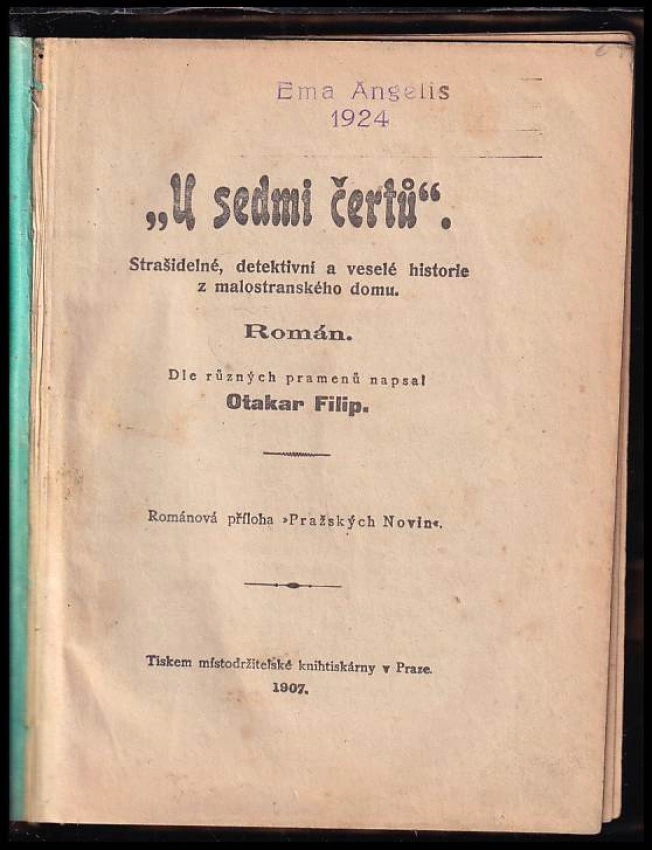 Ema Angelis
1924
„U sedmi čertů“.
Strašidelné, detektivní a veselé historie
z malostranského domu.
Román.
Dle různých pramenů napsal
Otakar Filip.
Románová příloha »Pražských Novin«.
Tiskem místodržitelské knihtiskárny v Praze.
1907.